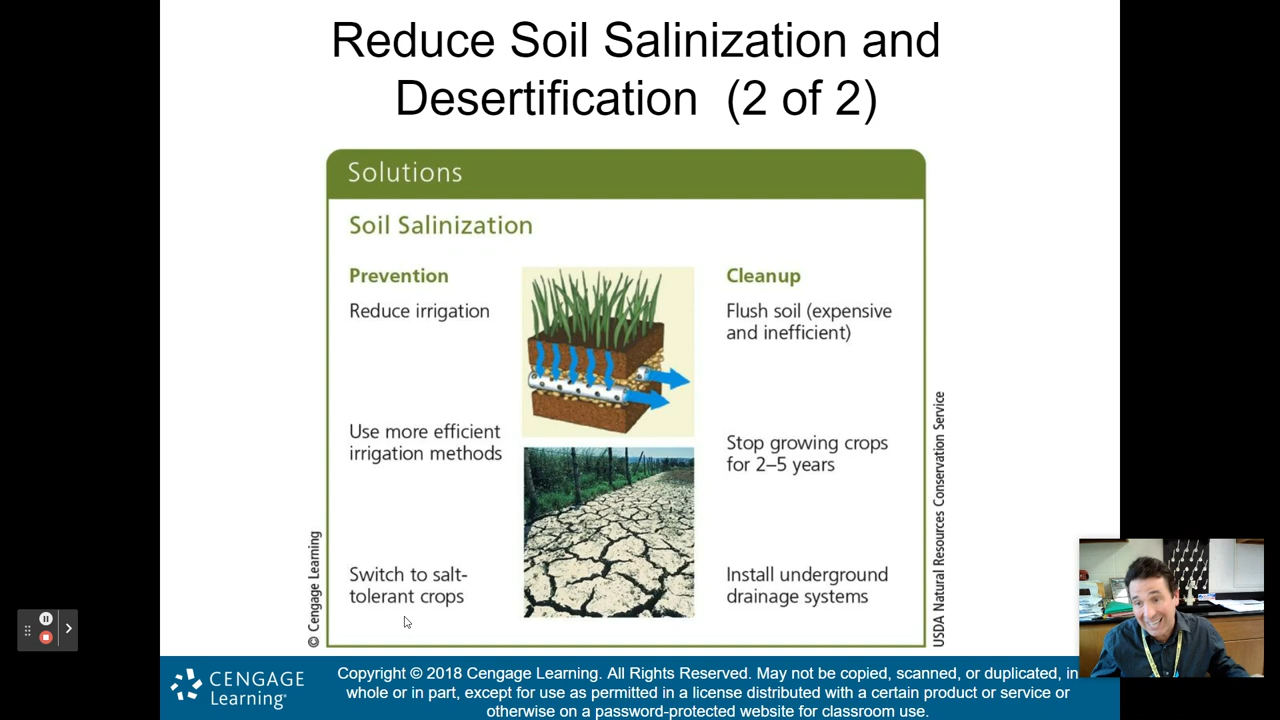 Reduce Soil Salinization and
Desertification (2 of 2)
Solutions
Soil Salinization
Prevention
Reduce irrigation
Use more efficient
irrigation methods
Switch to salt-
tolerant crops
Cleanup
Flush soil (expensive
and inefficient)
Stop growing crops
for 2–5 years
Install underground
drainage systems
© Cengage Learning
USDA Natural Resources Conservation Service
CENGAGE
Learning®
Copyright © 2018 Cengage Learning. All Rights Reserved. May not be copied, scanned, or duplicated, in
whole or in part, except for use as permitted in a license distributed with a certain product or service or
otherwise on a password-protected website for classroom use.